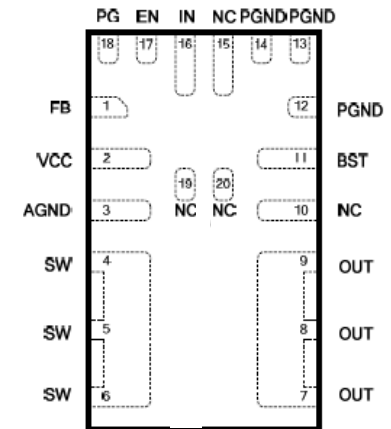 PG EN IN NC PGND PGND
18 17 16 15 14 13
FB 1 12 PGND
VCC 2 11 BST
19 20
AGND 3 NC NC 10 NC
SW 4 9 OUT
SW 5 8 OUT
SW 6 7 OUT